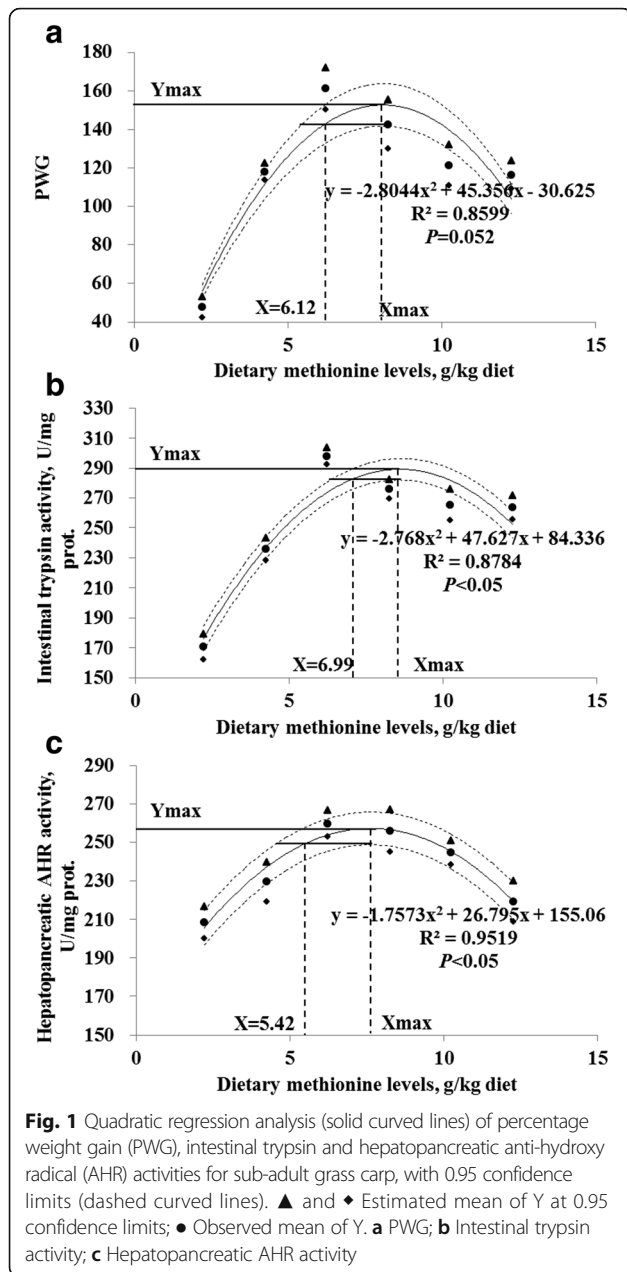 a
180
160
140
120
100
80
60
40
PWG
Ymax
y = -2.8044x² + 45.356x - 30.625
R² = 0.8599
P=0.052
X=6.12
Xmax
0
5
10
15
Dietary methionine levels, g/kg diet
b
330
310
290
270
250
230
210
190
170
150
Intestinal trypsin activity, U/mg
prot.
Ymax
y = -2.768x² + 47.627x + 84.336
R² = 0.8784
P<0.05
X=6.99
Xmax
0
5
10
15
Dietary methionine levels, g/kg diet
c
290
270
250
230
210
190
170
150
Hepatopancreatic AHR activity,
U/mg prot.
Ymax
y = -1.7573x² + 26.795x + 155.06
R² = 0.9519
P<0.05
X=5.42
Xmax
0
5
10
15
Dietary methionine levels, g/kg diet
Fig. 1 Quadratic regression analysis (solid curved lines) of percentage
weight gain (PWG), intestinal trypsin and hepatopancreatic anti-hydroxy
radical (AHR) activities for sub-adult grass carp, with 0.95 confidence
limits (dashed curved lines). ▲ and ◆ Estimated mean of Y at 0.95
confidence limits; ● Observed mean of Y. a PWG; b Intestinal trypsin
activity; c Hepatopancreatic AHR activity